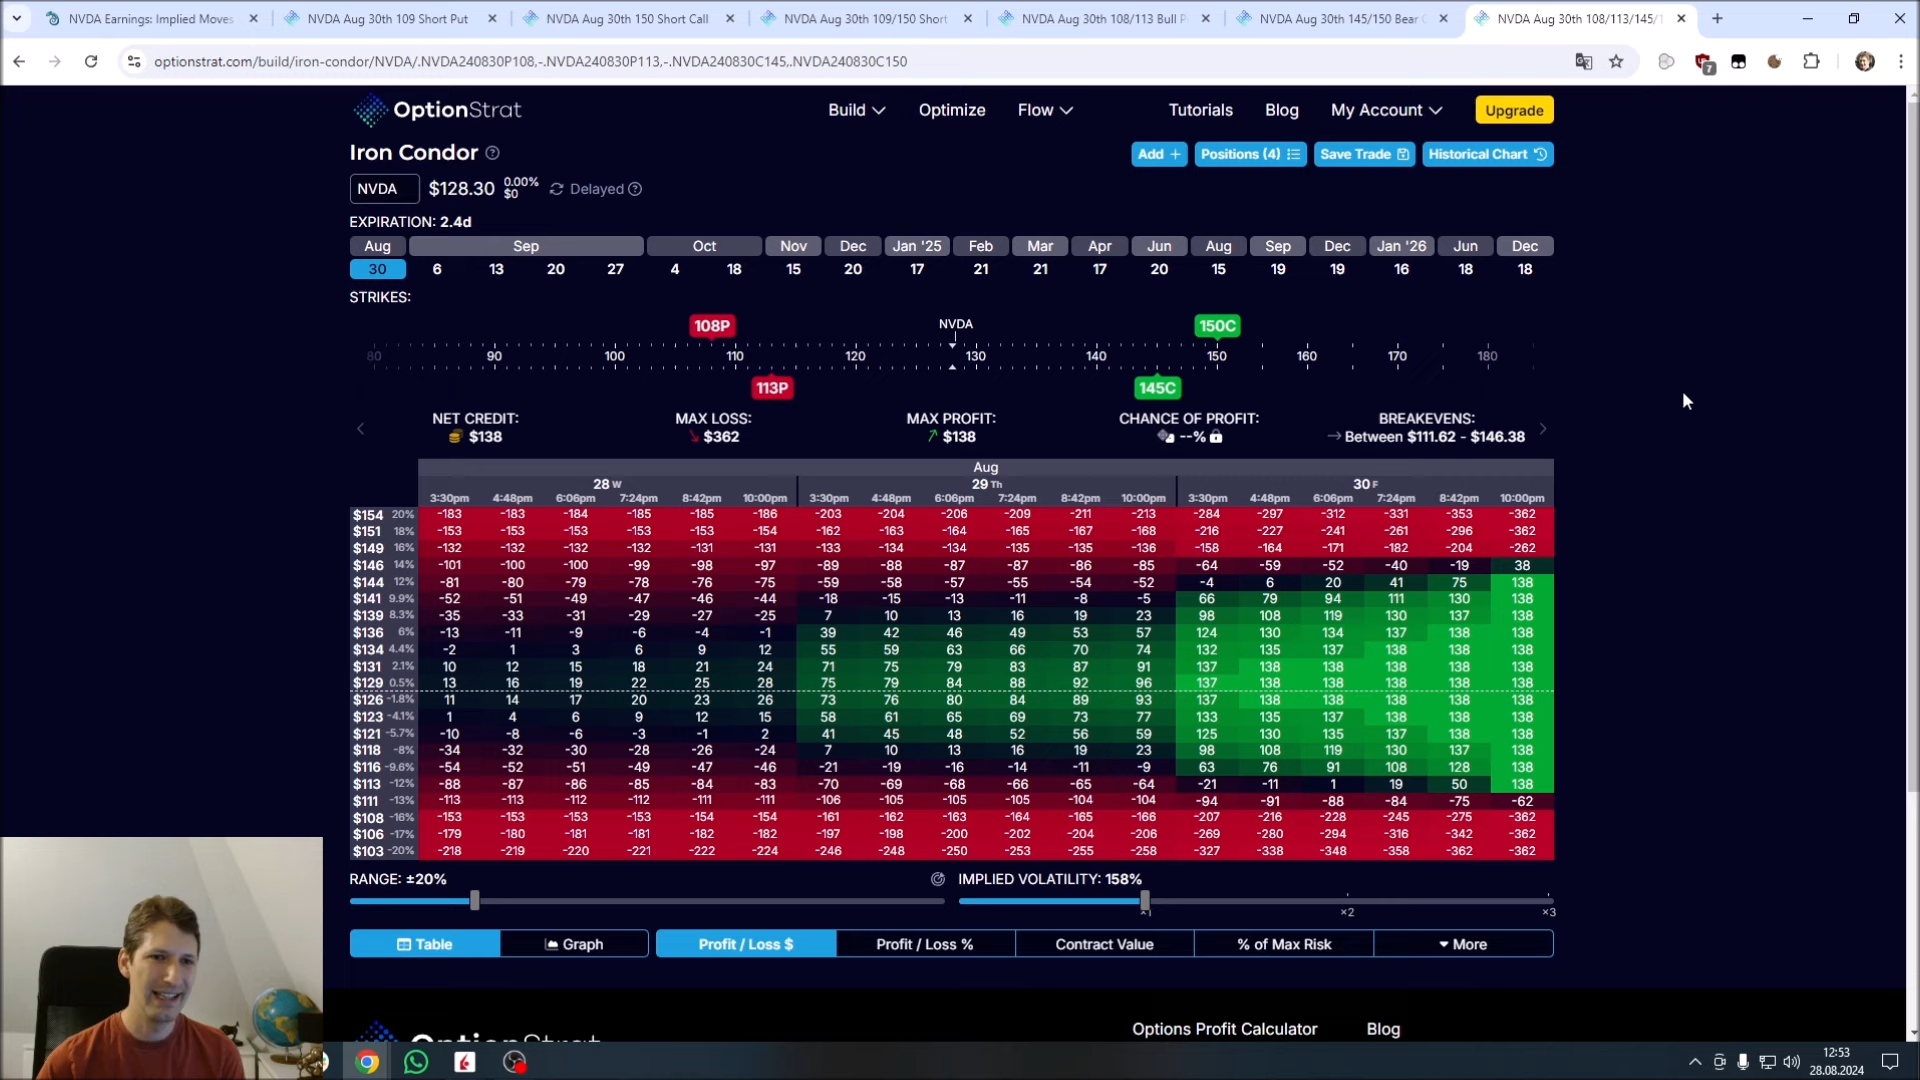 NVDA Earnings: Implied Moves
NVDA Aug 30th 109 Short Put
NVDA Aug 30th 150 Short Call
NVDA Aug 30th 109/150 Short
NVDA Aug 30th 108/113 Bull P
NVDA Aug 30th 145/150 Bear C
NVDA Aug 30th 108/113/145/1
optionstrat.com/build/iron-condor/NVDA/.NVDA240830P108,-.NVDA240830P113,-.NVDA240830C145,.NVDA240830C150
7
OptionStrat
Build
Optimize
Flow
Tutorials
Blog
My Account
Upgrade
Iron Condor
Add +
Positions (4)
Save Trade
Historical Chart
NVDA
$128.30
0.00%
$0
Delayed
EXPIRATION: 2.4d
Aug Sep Oct Nov Dec Jan '25 Feb Mar Apr Jun Aug Sep Dec Jan '26 Jun Dec
30 6 13 20 27 4 18 15 20 17 21 21 17 20 15 19 19 16 18 18
STRIKES:
108P NVDA 150C
80 90 100 110 120 130 140 150 160 170 180
113P 145C
NET CREDIT: MAX LOSS: MAX PROFIT: CHANCE OF PROFIT: BREAKEVENS:
$138 $362 $138 --% Between $111.62 - $146.38
Aug
28 W 29 Th 30 F
3:30pm 4:48pm 6:06pm 7:24pm 8:42pm 10:00pm 3:30pm 4:48pm 6:06pm 7:24pm 8:42pm 10:00pm 3:30pm 4:48pm 6:06pm 7:24pm 8:42pm 10:00pm
$154 20% -183 -183 -184 -185 -185 -186 -203 -204 -206 -209 -211 -213 -284 -297 -312 -331 -353 -362
$151 18% -153 -153 -153 -153 -153 -154 -162 -163 -164 -165 -167 -168 -216 -227 -241 -261 -296 -362
$149 16% -132 -132 -132 -132 -131 -131 -133 -134 -134 -135 -135 -136 -158 -164 -171 -182 -204 -262
$146 14% -101 -100 -100 -99 -98 -97 -89 -88 -87 -87 -86 -85 -64 -59 -52 -40 -19 38
$144 12% -81 -80 -79 -78 -76 -75 -59 -58 -57 -55 -54 -52 -4 6 20 41 75 138
$141 9.9% -52 -51 -49 -47 -46 -44 -18 -15 -13 -11 -8 -5 66 79 94 111 130 138
$139 8.3% -35 -33 -31 -29 -27 -25 7 10 13 16 19 23 98 108 119 130 137 138
$136 6% -13 -11 -9 -6 -4 -1 39 42 46 49 53 57 124 130 134 137 138 138
$134 4.4% -2 1 3 6 9 12 55 59 63 66 70 74 132 135 137 138 138 138
$131 2.1% 10 12 15 18 21 24 71 75 79 83 87 91 137 138 138 138 138 138
$129 0.5% 13 16 19 22 25 28 75 79 84 88 92 96 137 138 138 138 138 138
$126 -1.8% 11 14 17 20 23 26 73 76 80 84 89 93 137 138 138 138 138 138
$123 -4.1% 1 4 6 9 12 15 58 61 65 69 73 77 133 135 137 138 138 138
$121 -5.7% -10 -8 -6 -3 -1 2 41 45 48 52 56 59 125 130 135 137 138 138
$118 -8% -34 -32 -30 -28 -26 -24 7 10 13 16 19 23 98 108 119 130 137 138
$116 -9.6% -54 -52 -51 -49 -47 -46 -21 -19 -16 -14 -11 -9 63 76 91 108 128 138
$113 -12% -88 -87 -86 -85 -84 -83 -70 -69 -68 -66 -65 -64 -21 -11 1 19 50 138
$111 -13% -113 -113 -112 -112 -111 -111 -106 -105 -105 -105 -104 -104 -94 -91 -88 -84 -75 -62
$108 -16% -153 -153 -153 -153 -154 -154 -161 -162 -163 -164 -165 -166 -207 -216 -228 -245 -275 -362
$106 -17% -179 -180 -181 -181 -182 -182 -197 -198 -200 -202 -204 -206 -269 -280 -294 -316 -342 -362
$103 -20% -218 -219 -220 -221 -222 -224 -246 -248 -250 -253 -255 -258 -327 -338 -348 -358 -362 -362
RANGE: ±20%
IMPLIED VOLATILITY: 158%
×1 ×2 ×3
Table
Graph
Profit / Loss $
Profit / Loss %
Contract Value
% of Max Risk
More
OptionStrat
Options Profit Calculator
Blog
12:53
28.08.2024